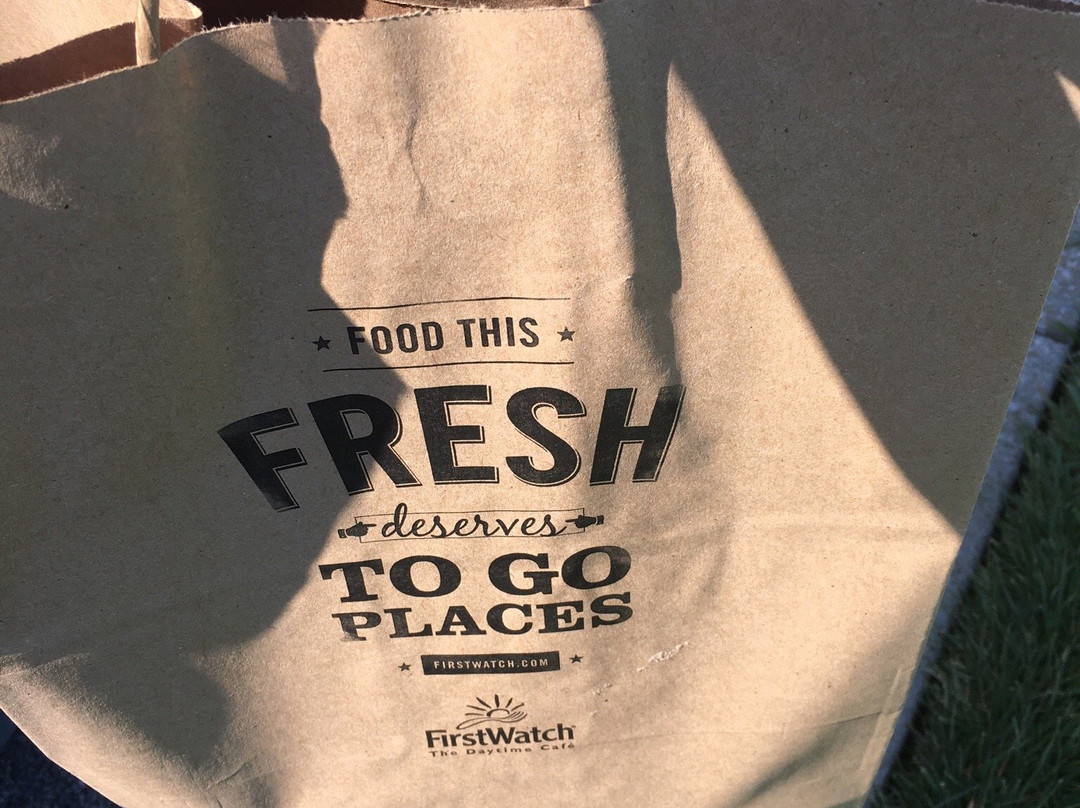 FOOD THIS
FRESH
deserves
TO GO
PLACES
FIRSTWATCH.COM
FirstWatch
The Daytime Café